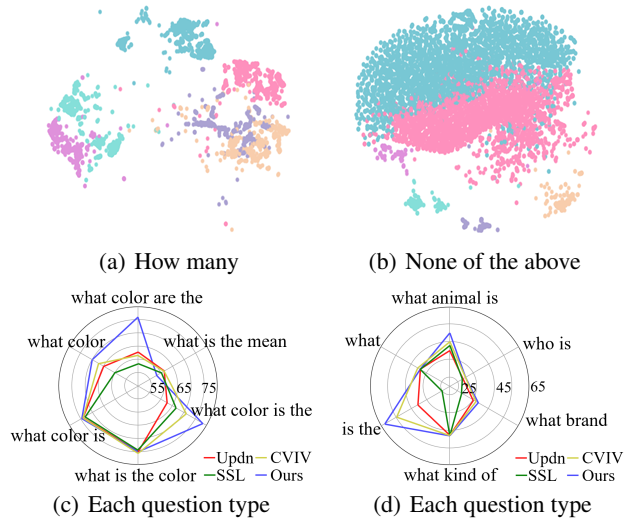 (a) How many
(b) None of the above
what color are the
what color
what is the mean
55 65 75
what color is the
what color is
what is the color
Updn CVIV
SSL Ours
(c) Each question type
what animal is
what
who is
25 45 65
is the
what brand
what kind of
Updn CVIV
SSL Ours
(d) Each question type